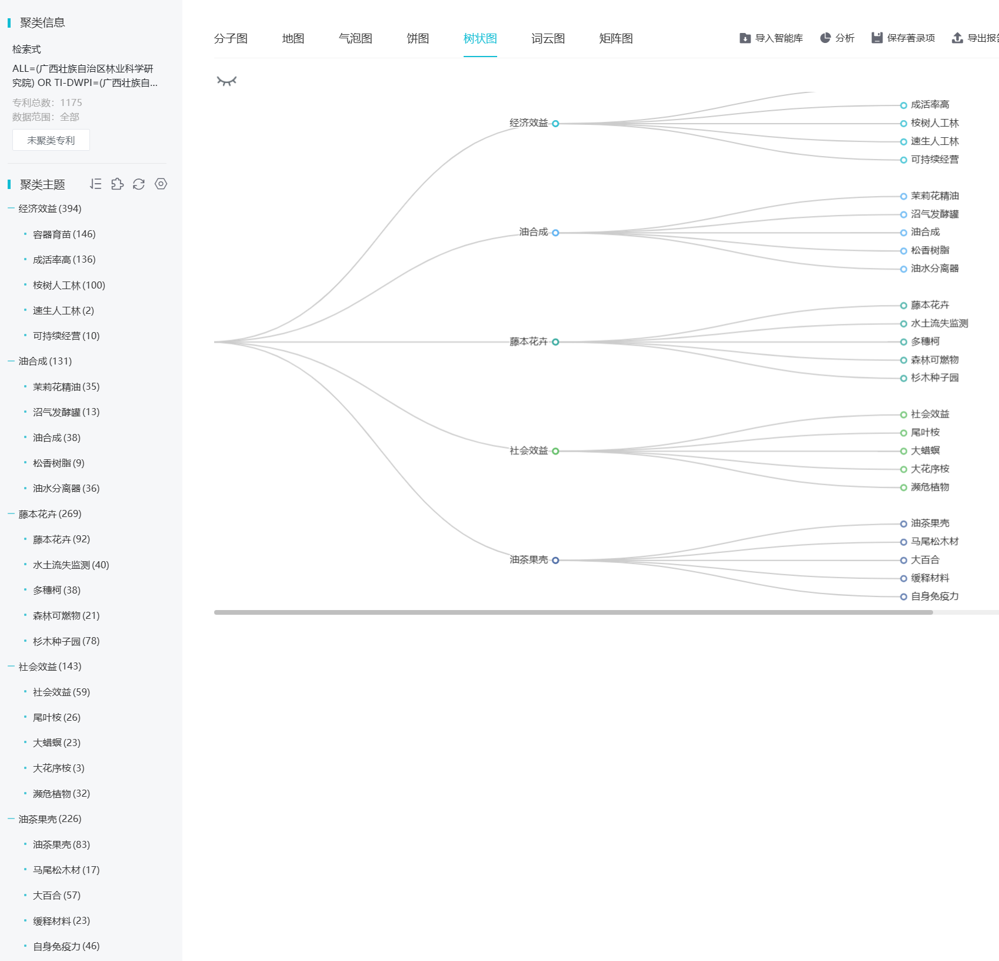 聚类信息
检索式
ALL=(广西壮族自治区林业科学研
究院) OR TI-DWPI=(广西壮族自...
专利总数：1175
数据范围：全部
未聚类专利
聚类主题
经济效益(394)
容器育苗(146)
成活率高(136)
桉树人工林(100)
速生人工林(2)
可持续经营(10)
油合成(131)
茉莉花精油(35)
沼气发酵罐(13)
油合成(38)
松香树脂(9)
油水分离器(36)
藤本花卉(269)
藤本花卉(92)
水土流失监测(40)
多穗柯(38)
森林可燃物(21)
杉木种子园(78)
社会效益(143)
社会效益(59)
尾叶桉(26)
大蜡螟(23)
大花序桉(3)
濒危植物(32)
油茶果壳(226)
油茶果壳(83)
马尾松木材(17)
大百合(57)
缓释材料(23)
自身免疫力(46)
分子图 地图 气泡图 饼图 树状图 词云图 矩阵图 导入智能库 分析 保存著录项 导出报告
经济效益
成活率高
桉树人工林
速生人工林
可持续经营
油合成
茉莉花精油
沼气发酵罐
油合成
松香树脂
油水分离器
藤本花卉
藤本花卉
水土流失监测
多穗柯
森林可燃物
杉木种子园
社会效益
社会效益
尾叶桉
大蜡螟
大花序桉
濒危植物
油茶果壳
油茶果壳
马尾松木材
大百合
缓释材料
自身免疫力